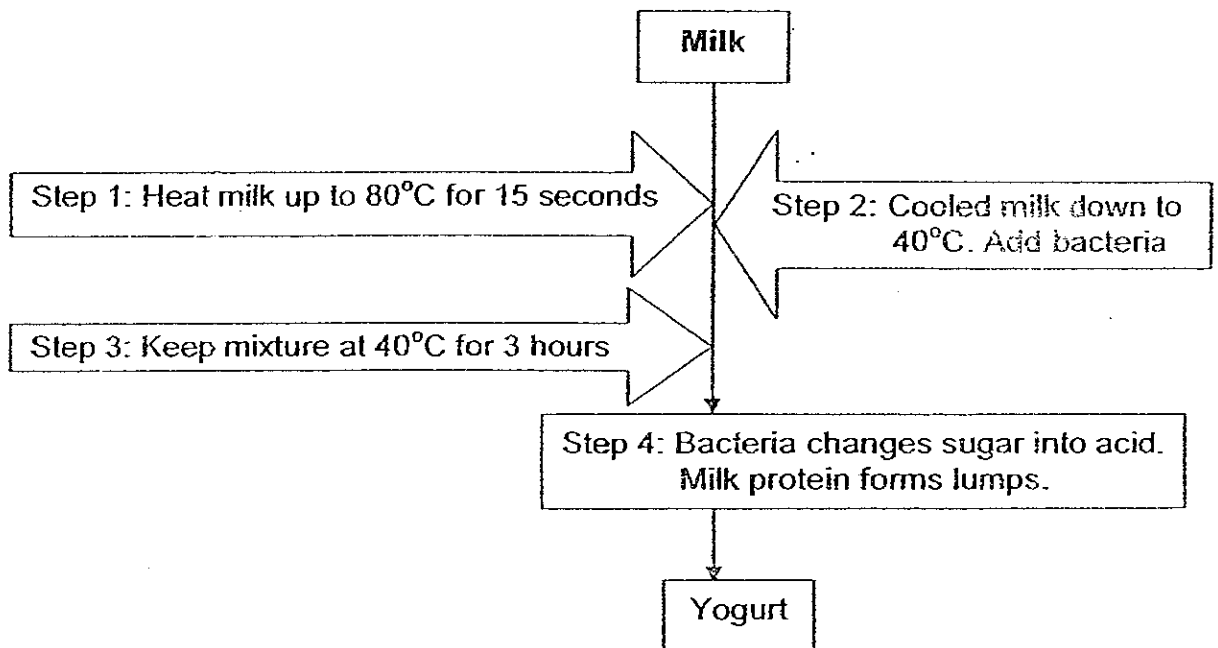 Milk
Step 1: Heat milk up to 80°C for 15 seconds
Step 2: Cooled milk down to
40°C. Add bacteria
Step 3: Keep mixture at 40°C for 3 hours
Step 4: Bacteria changes sugar into acid.
Milk protein forms lumps.
Yogurt